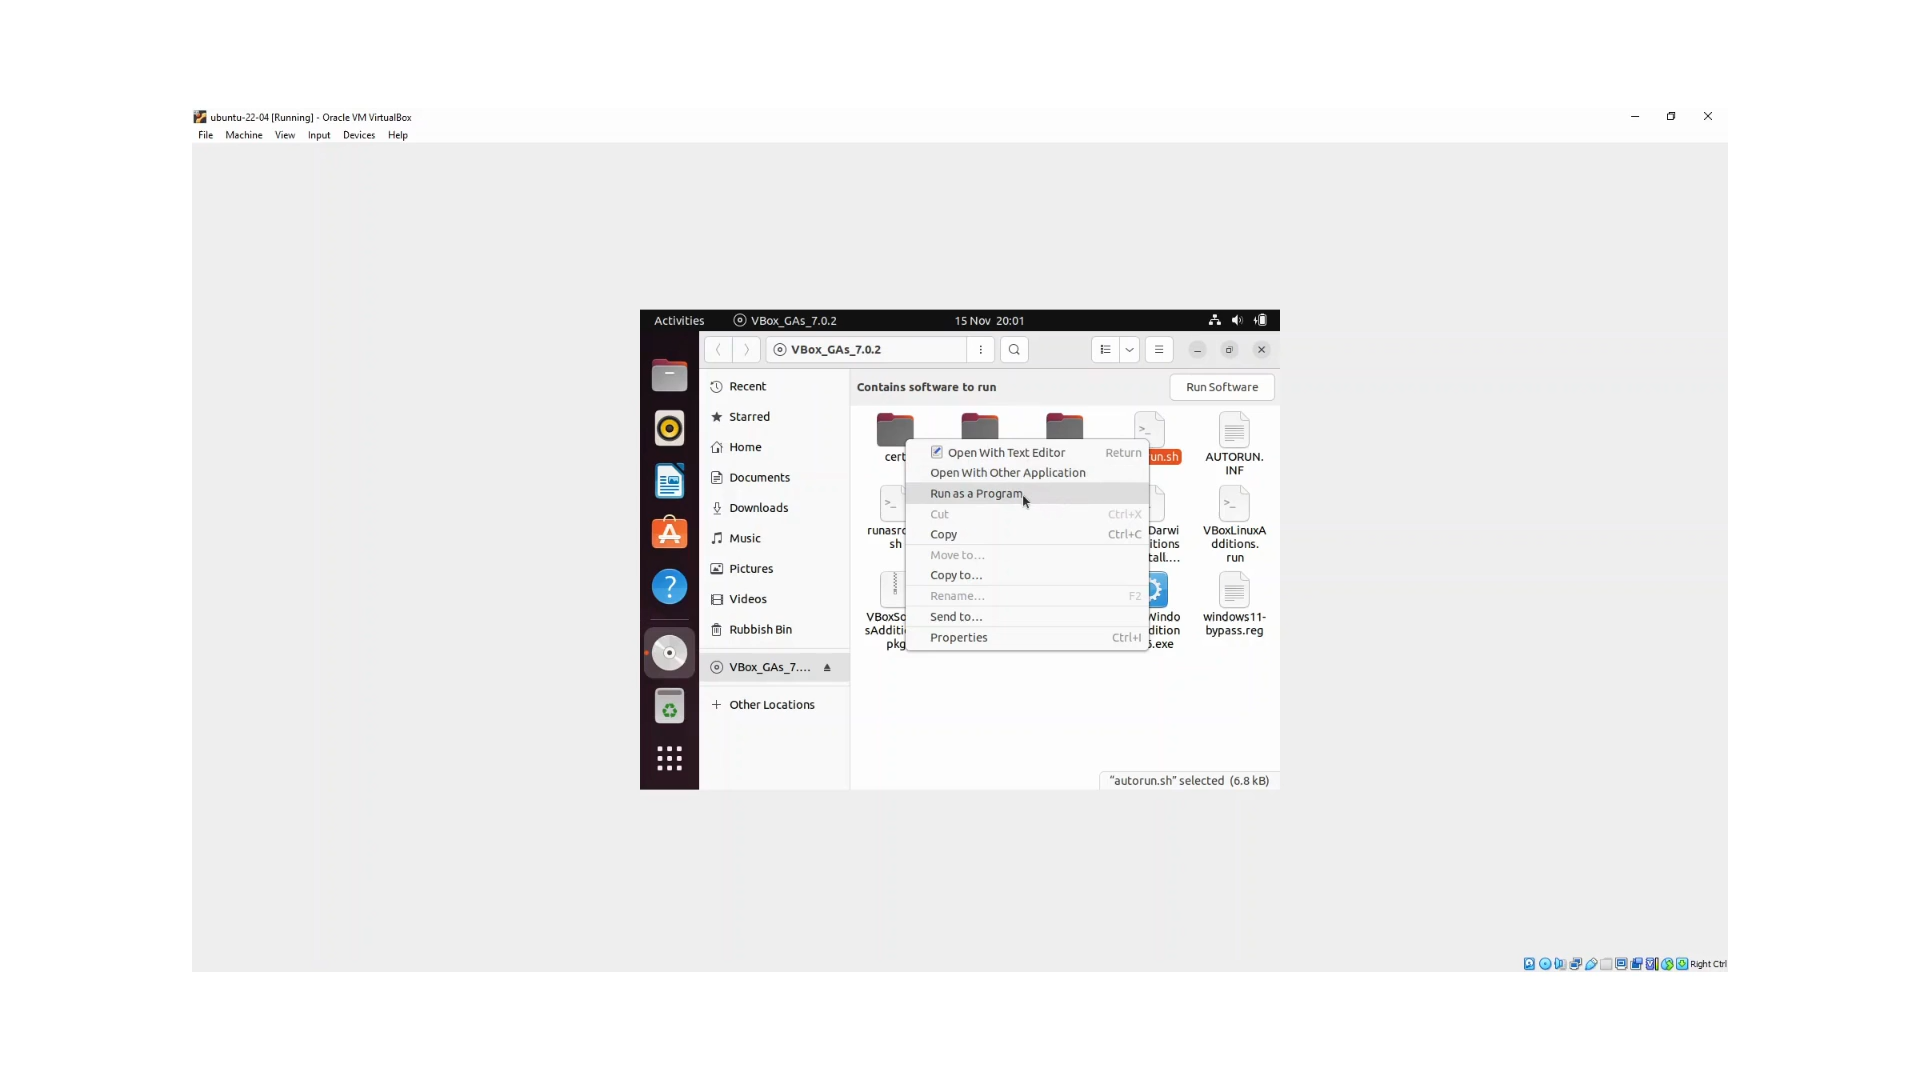 ubuntu-22-04 [Running] - Oracle VM VirtualBox
File Machine View Input Devices Help
Activities VBox_GAs_7.0.2 15 Nov 20:01
VBox_GAs_7.0.2
Recent
Starred
Home
Documents
Downloads
Music
Pictures
Videos
Rubbish Bin
VBox_GAs_7....
Other Locations
Contains software to run
Run Software
cert
un.sh
AUTORUN.
INF
Open With Text Editor Return
Open With Other Application
Run as a Program
Cut Ctrl+X
Copy Ctrl+C
Move to...
Copy to...
Rename... F2
Send to...
Properties Ctrl+I
runasro
sh
Darwi
itions
tall....
VBoxLinuxA
dditions.
run
VBoxSo
sAdditi
pkg
Windo
dition
.exe
windows11-
bypass.reg
"autorun.sh" selected (6.8 kB)
Right Ctrl